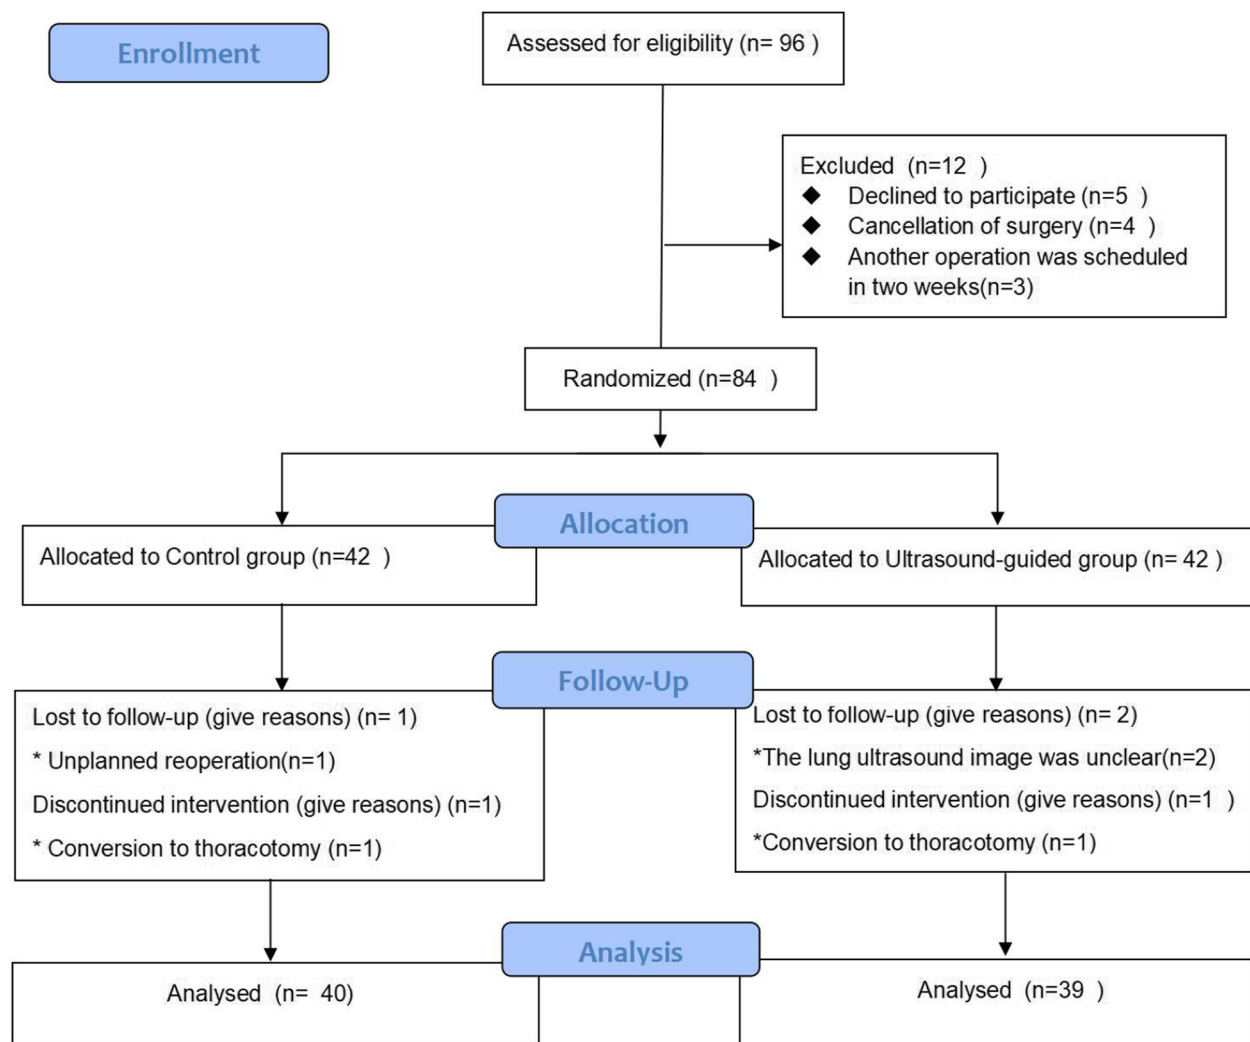 Enrollment
Assessed for eligibility (n= 96 )
Excluded (n=12 )
◆ Declined to participate (n=5 )
◆ Cancellation of surgery (n=4 )
◆ Another operation was scheduled
in two weeks(n=3)
Randomized (n=84 )
Allocation
Allocated to Control group (n=42 )
Allocated to Ultrasound-guided group (n= 42 )
Follow-Up
Lost to follow-up (give reasons) (n= 1)
* Unplanned reoperation(n=1)
Discontinued intervention (give reasons) (n=1)
* Conversion to thoracotomy (n=1)
Lost to follow-up (give reasons) (n= 2)
*The lung ultrasound image was unclear(n=2)
Discontinued intervention (give reasons) (n=1 )
*Conversion to thoracotomy (n=1)
Analysis
Analysed (n= 40)
Analysed (n=39 )